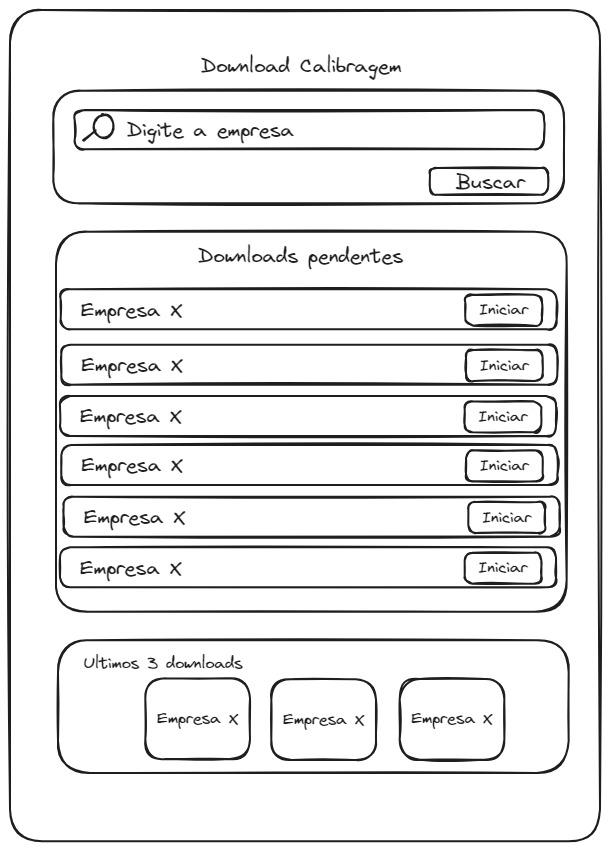 Download Calibragem
Digite a empresa
Buscar
Downloads pendentes
Empresa X Iniciar
Empresa X Iniciar
Empresa X Iniciar
Empresa X Iniciar
Empresa X Iniciar
Empresa X Iniciar
Ultimos 3 downloads
Empresa X Empresa X Empresa X